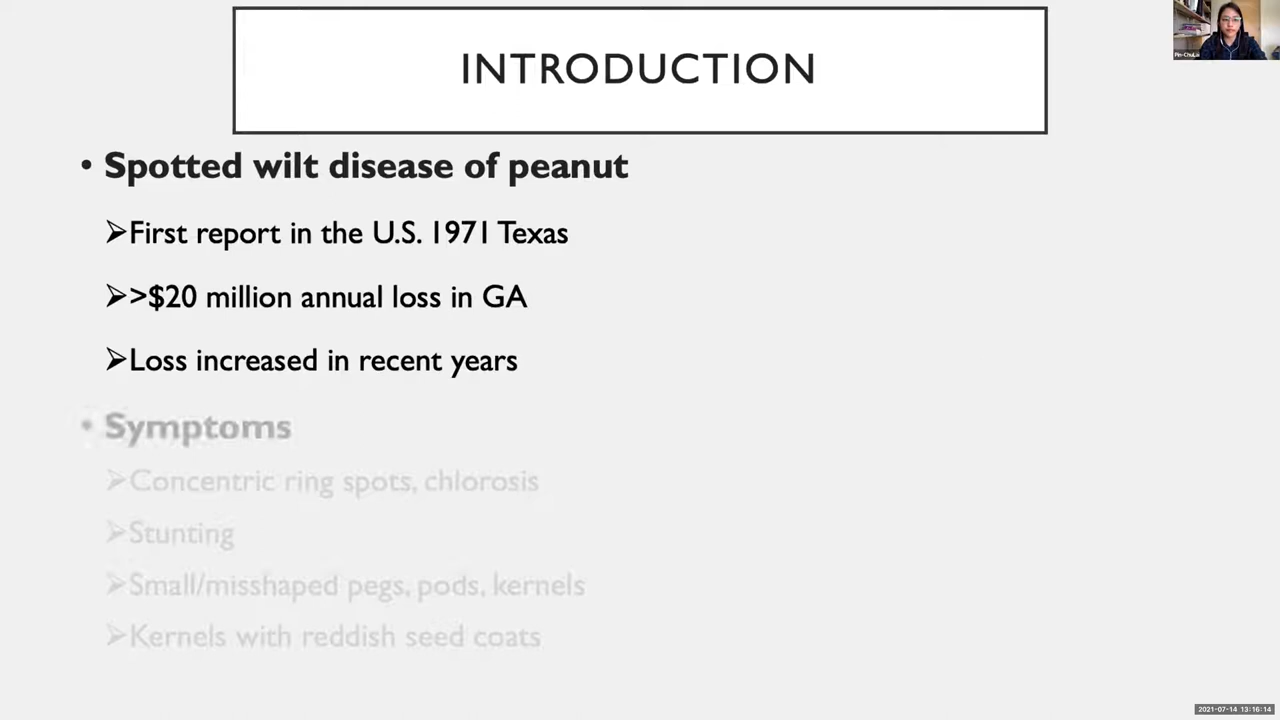 INTRODUCTION
• Spotted wilt disease of peanut
➢First report in the U.S. 1971 Texas
➢>$20 million annual loss in GA
➢Loss increased in recent years
• Symptoms
➢Concentric ring spots, chlorosis
➢Stunting
➢Small/misshaped pegs, pods, kernels
➢Kernels with reddish seed coats
2021-07-14 13:16:14